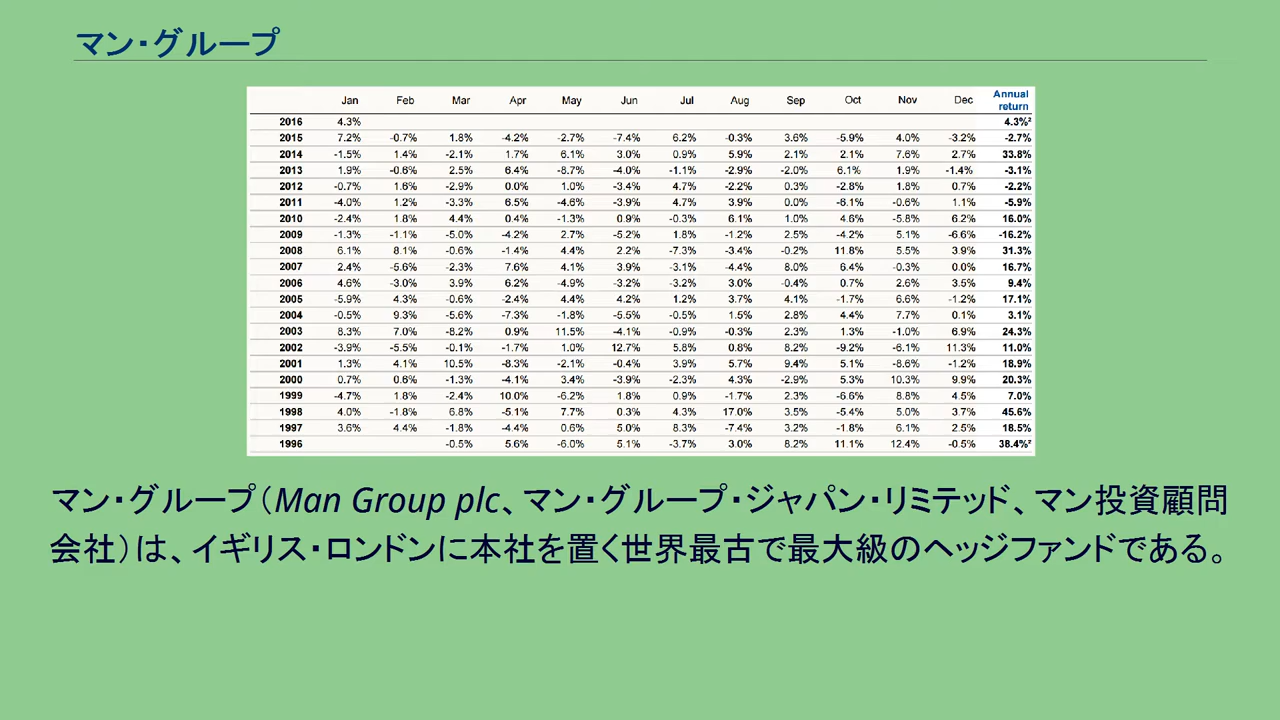 マン・グループ
Jan Feb Mar Apr May Jun Jul Aug Sep Oct Nov Dec Annual return
2016 4.3% 4.3%²
2015 7.2% -0.7% 1.8% -4.2% -2.7% -7.4% 6.2% -0.3% 3.6% -5.9% 4.0% -3.2% -2.7%
2014 -1.5% 1.4% -2.1% 1.7% 6.1% 3.0% 0.9% 5.9% 2.1% 2.1% 7.6% 2.7% 33.8%
2013 1.9% -0.6% 2.5% 6.4% -8.7% -4.0% -1.1% -2.9% -2.0% 6.1% 1.9% -1.4% -3.1%
2012 -0.7% 1.6% -2.9% 0.0% 1.0% -3.4% 4.7% -2.2% 0.3% -2.8% 1.8% 0.7% -2.2%
2011 -4.0% 1.2% -3.3% 6.5% -4.6% -3.9% 4.7% 3.9% 0.0% -6.1% -0.6% 1.1% -5.9%
2010 -2.4% 1.8% 4.4% 0.4% -1.3% 0.9% -0.3% 6.1% 1.0% 4.6% -5.8% 6.2% 16.0%
2009 -1.3% -1.1% -5.0% -4.2% 2.7% -5.2% 1.8% -1.2% 2.5% -4.2% 5.1% -6.6% -16.2%
2008 6.1% 8.1% -0.6% -1.4% 4.4% 2.2% -7.3% -3.4% -0.2% 11.8% 5.5% 3.9% 31.3%
2007 2.4% -5.6% -2.3% 7.6% 4.1% 3.9% -3.1% -4.4% 8.0% 6.4% -0.3% 0.0% 16.7%
2006 4.6% -3.0% 3.9% 6.2% -4.9% -3.2% -3.2% 3.0% -0.4% 0.7% 2.6% 3.5% 9.4%
2005 -5.9% 4.3% -0.6% -2.4% 4.4% 4.2% 1.2% 3.7% 4.1% -1.7% 6.6% -1.2% 17.1%
2004 -0.5% 9.3% -5.6% -7.3% -1.8% -5.5% -0.5% 1.5% 2.8% 4.4% 7.7% 0.1% 3.1%
2003 8.3% 7.0% -8.2% 0.9% 11.5% -4.1% -0.9% -0.3% 2.3% 1.3% -1.0% 6.9% 24.3%
2002 -3.9% -5.5% -0.1% -1.7% 1.0% 12.7% 5.8% 0.8% 8.2% -9.2% -6.1% 11.3% 11.0%
2001 1.3% 4.1% 10.5% -8.3% -2.1% -0.4% 3.9% 5.7% 9.4% 5.1% -8.6% -1.2% 18.9%
2000 0.7% 0.6% -1.3% -4.1% 3.4% -3.9% -2.3% 4.3% -2.9% 5.3% 10.3% 9.9% 20.3%
1999 -4.7% 1.8% -2.4% 10.0% -6.2% 1.8% 0.9% -1.7% 2.3% -6.6% 8.8% 4.5% 7.0%
1998 4.0% -1.8% 6.8% -5.1% 7.7% 0.3% 4.3% 17.0% 3.5% -5.4% 5.0% 3.7% 45.6%
1997 3.6% 4.4% -1.8% -4.4% 0.6% 5.0% 8.3% -7.4% 3.2% -1.8% 6.1% 2.5% 18.5%
1996 -0.5% 5.6% -6.0% 5.1% -3.7% 3.0% 8.2% 11.1% 12.4% -0.5% 38.4%²
マン・グループ（Man Group plc、マン・グループ・ジャパン・リミテッド、マン投資顧問
会社）は、イギリス・ロンドンに本社を置く世界最古で最大級のヘッジファンドである。